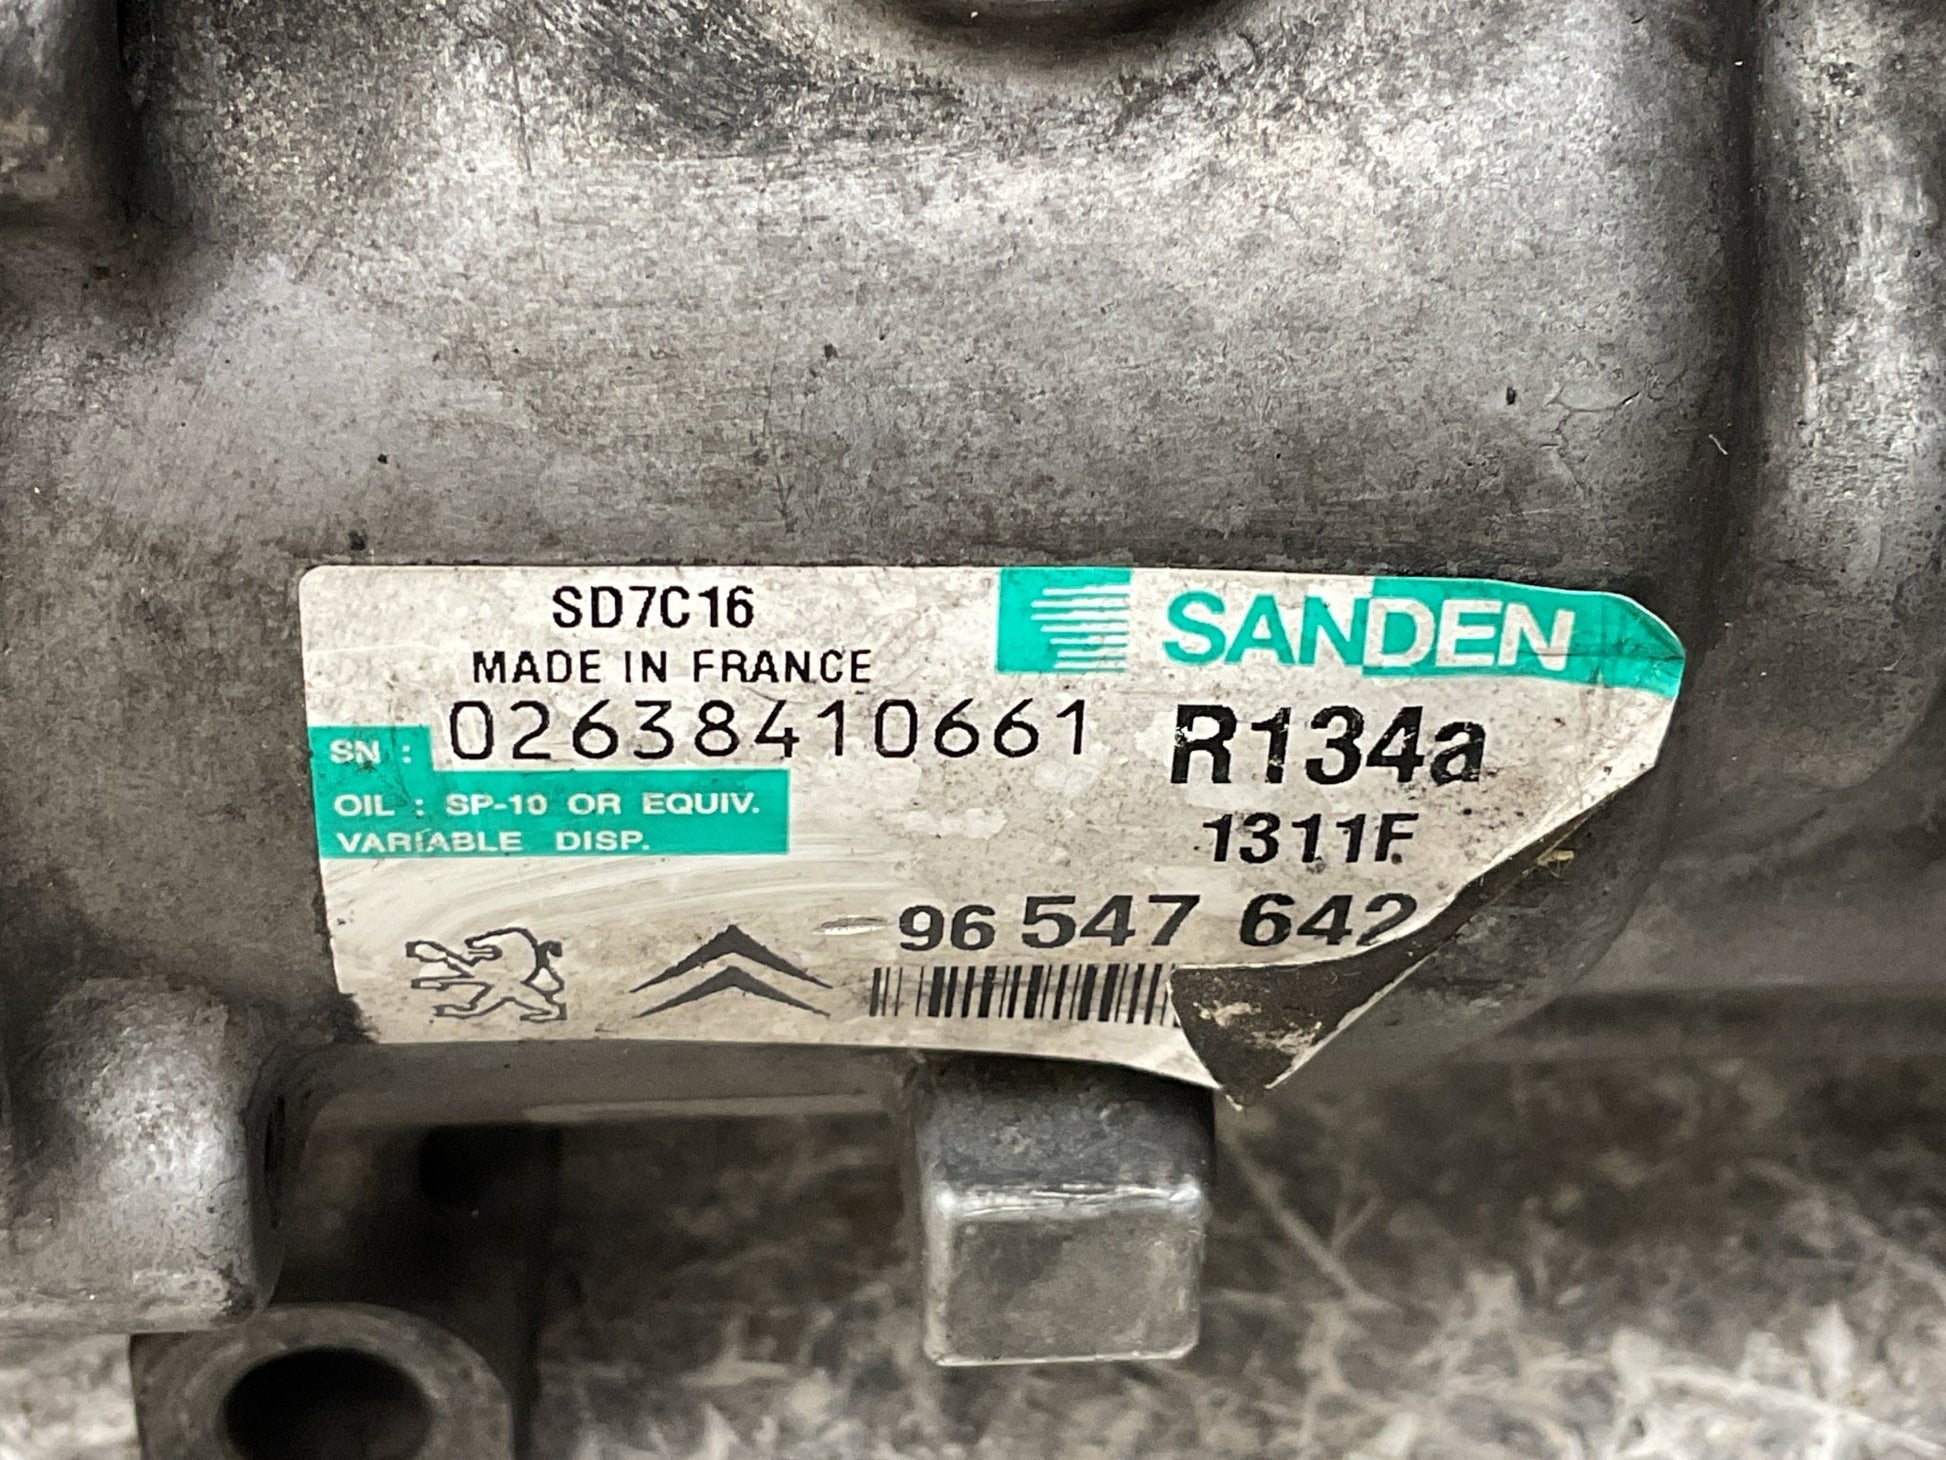 SD7C16
MADE IN FRANCE
SANDEN
SN : 02638410661
R134a
OIL : SP-10 OR EQUIV.
VARIABLE DISP.
1311F
96 547 642